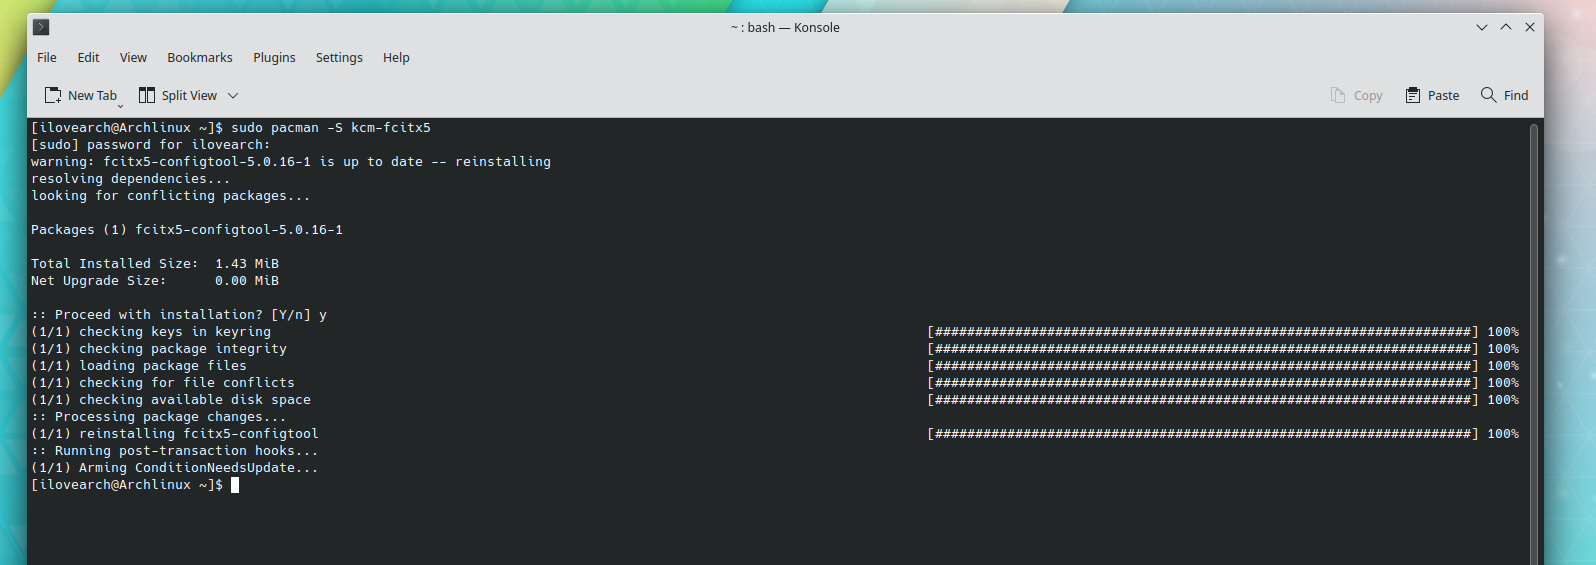 ~ : bash — Konsole
File Edit View Bookmarks Plugins Settings Help
New Tab Split View Copy Paste Find
[ilovearch@Archlinux ~]$ sudo pacman -S kcm-fcitx5
[sudo] password for ilovearch:
warning: fcitx5-configtool-5.0.16-1 is up to date -- reinstalling
resolving dependencies...
looking for conflicting packages...
Packages (1) fcitx5-configtool-5.0.16-1
Total Installed Size:  1.43 MiB
Net Upgrade Size:      0.00 MiB
:: Proceed with installation? [Y/n] y
(1/1) checking keys in keyring [###################################################################] 100%
(1/1) checking package integrity [###################################################################] 100%
(1/1) loading package files [###################################################################] 100%
(1/1) checking for file conflicts [###################################################################] 100%
(1/1) checking available disk space [###################################################################] 100%
:: Processing package changes...
(1/1) reinstalling fcitx5-configtool [###################################################################] 100%
:: Running post-transaction hooks...
(1/1) Arming ConditionNeedsUpdate...
[ilovearch@Archlinux ~]$